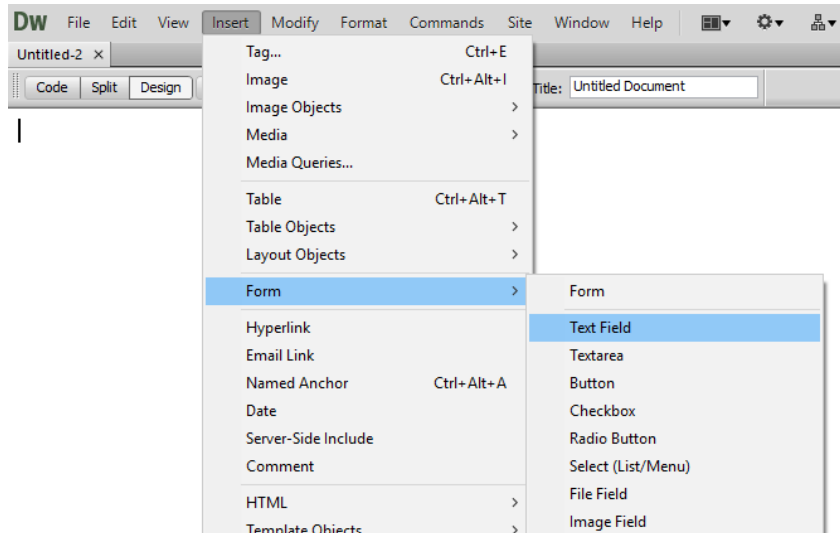 Dw File Edit View Insert Modify Format Commands Site Window Help
Untitled-2 ×
Code Split Design Title: Untitled Document
Tag... Ctrl+E
Image Ctrl+Alt+I
Image Objects
Media
Media Queries...
Table Ctrl+Alt+T
Table Objects
Layout Objects
Form
Hyperlink
Email Link
Named Anchor Ctrl+Alt+A
Date
Server-Side Include
Comment
HTML
Template Objects
Form
Text Field
Textarea
Button
Checkbox
Radio Button
Select (List/Menu)
File Field
Image Field